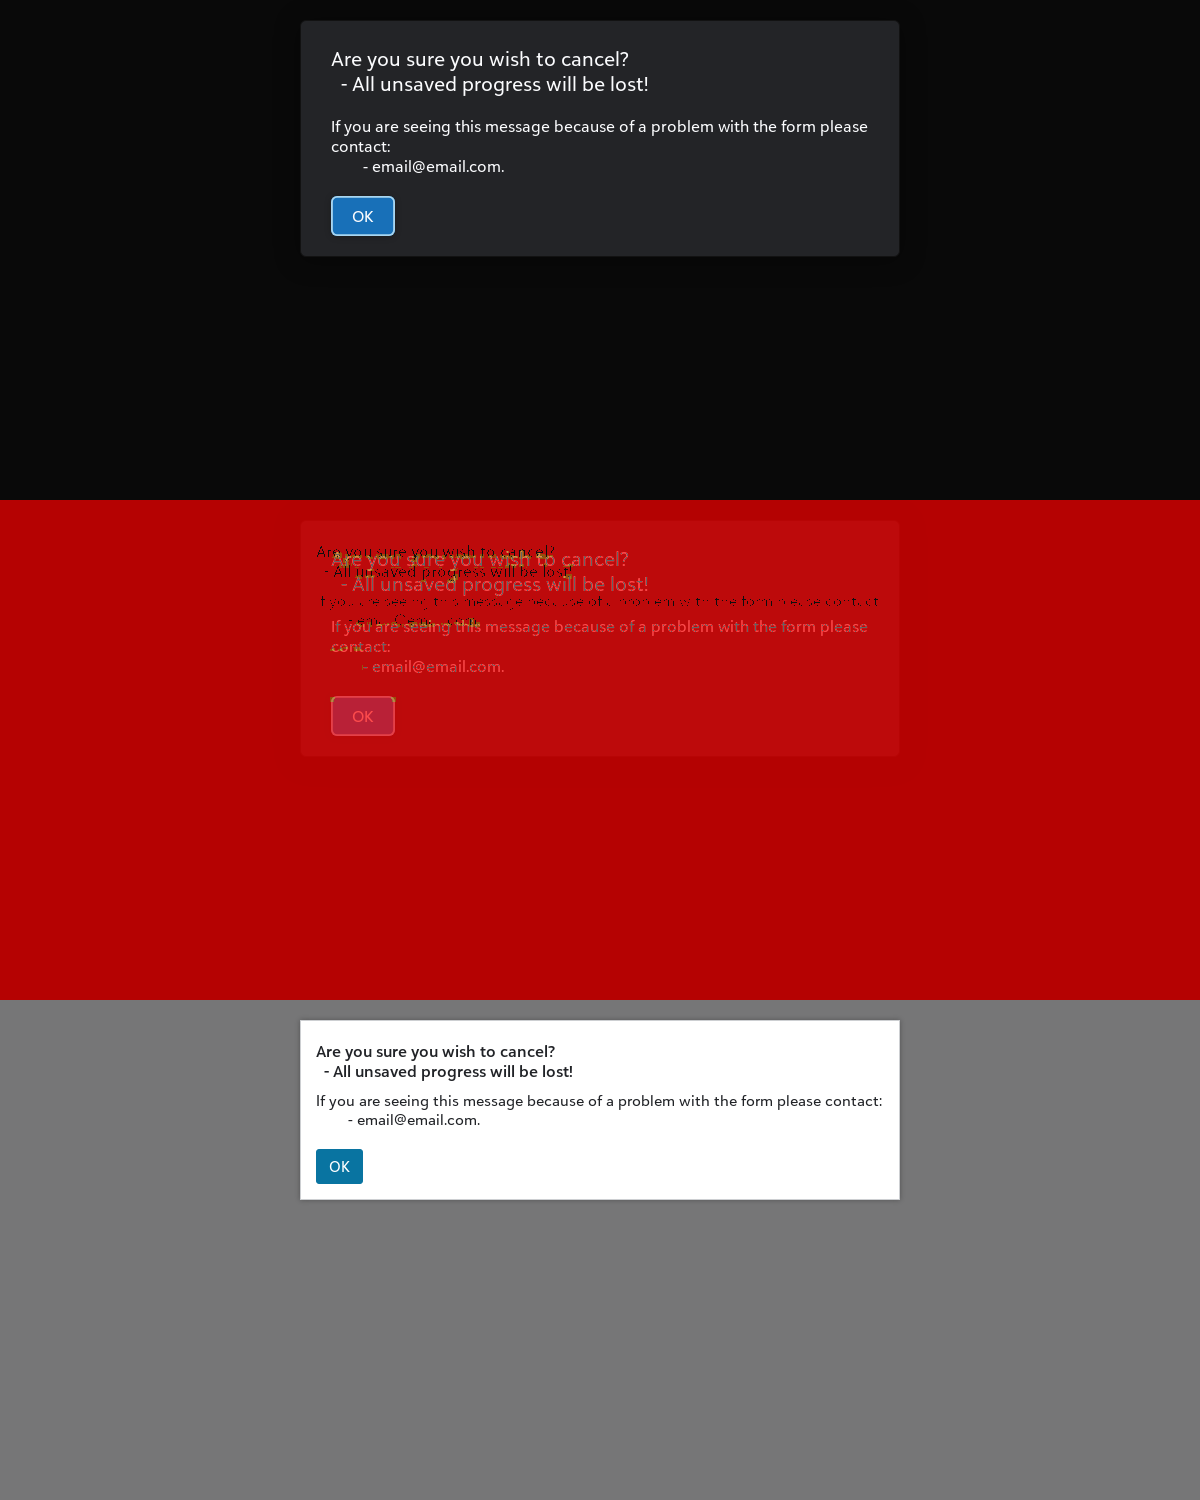 Are you sure you wish to cancel?
- All unsaved progress will be lost!
If you are seeing this message because of a problem with the form please
contact:
- email@email.com.
OK
Are you sure you wish to cancel?
Are you sure you wish to cancel?
- All unsaved progress will be lost!
- All unsaved progress will be lost!
If you are seeing this message because of a problem with the form please contact
If you are seeing this message because of a problem with the form please
contact:
- email@email.com.
OK
Are you sure you wish to cancel?
- All unsaved progress will be lost!
If you are seeing this message because of a problem with the form please contact:
- email@email.com.
OK